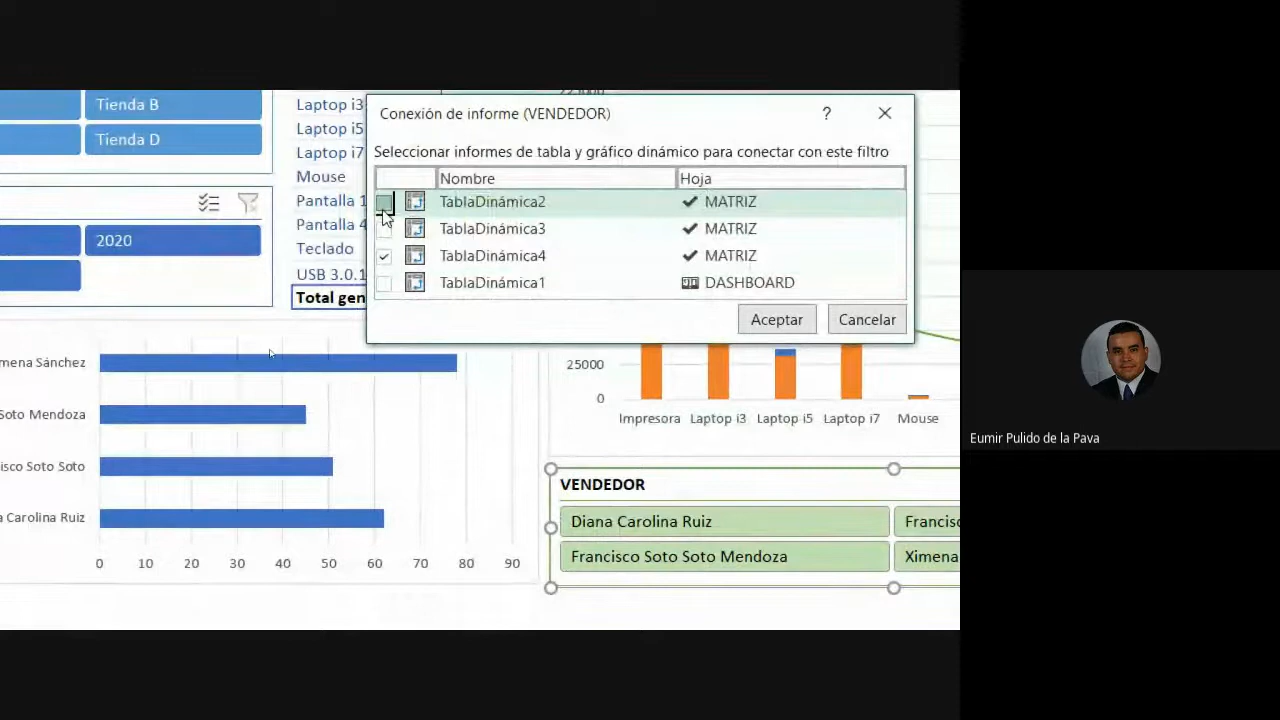 Tienda B
Tienda D
2020
Laptop i3
Laptop i5
Laptop i7
Mouse
Pantalla 1
Pantalla 4
Teclado
USB 3.0.1
Total gen
Conexión de informe (VENDEDOR)
?
Seleccionar informes de tabla y gráfico dinámico para conectar con este filtro
Nombre Hoja
TablaDinámica2 MATRIZ
TablaDinámica3 MATRIZ
TablaDinámica4 MATRIZ
TablaDinámica1 DASHBOARD
Aceptar Cancelar
mena Sánchez
Soto Mendoza
isco Soto Soto
a Carolina Ruiz
0 10 20 30 40 50 60 70 80 90
25000
0
Impresora Laptop i3 Laptop i5 Laptop i7 Mouse
VENDEDOR
Diana Carolina Ruiz Francisc
Francisco Soto Soto Mendoza Ximena
Eumir Pulido de la Pava